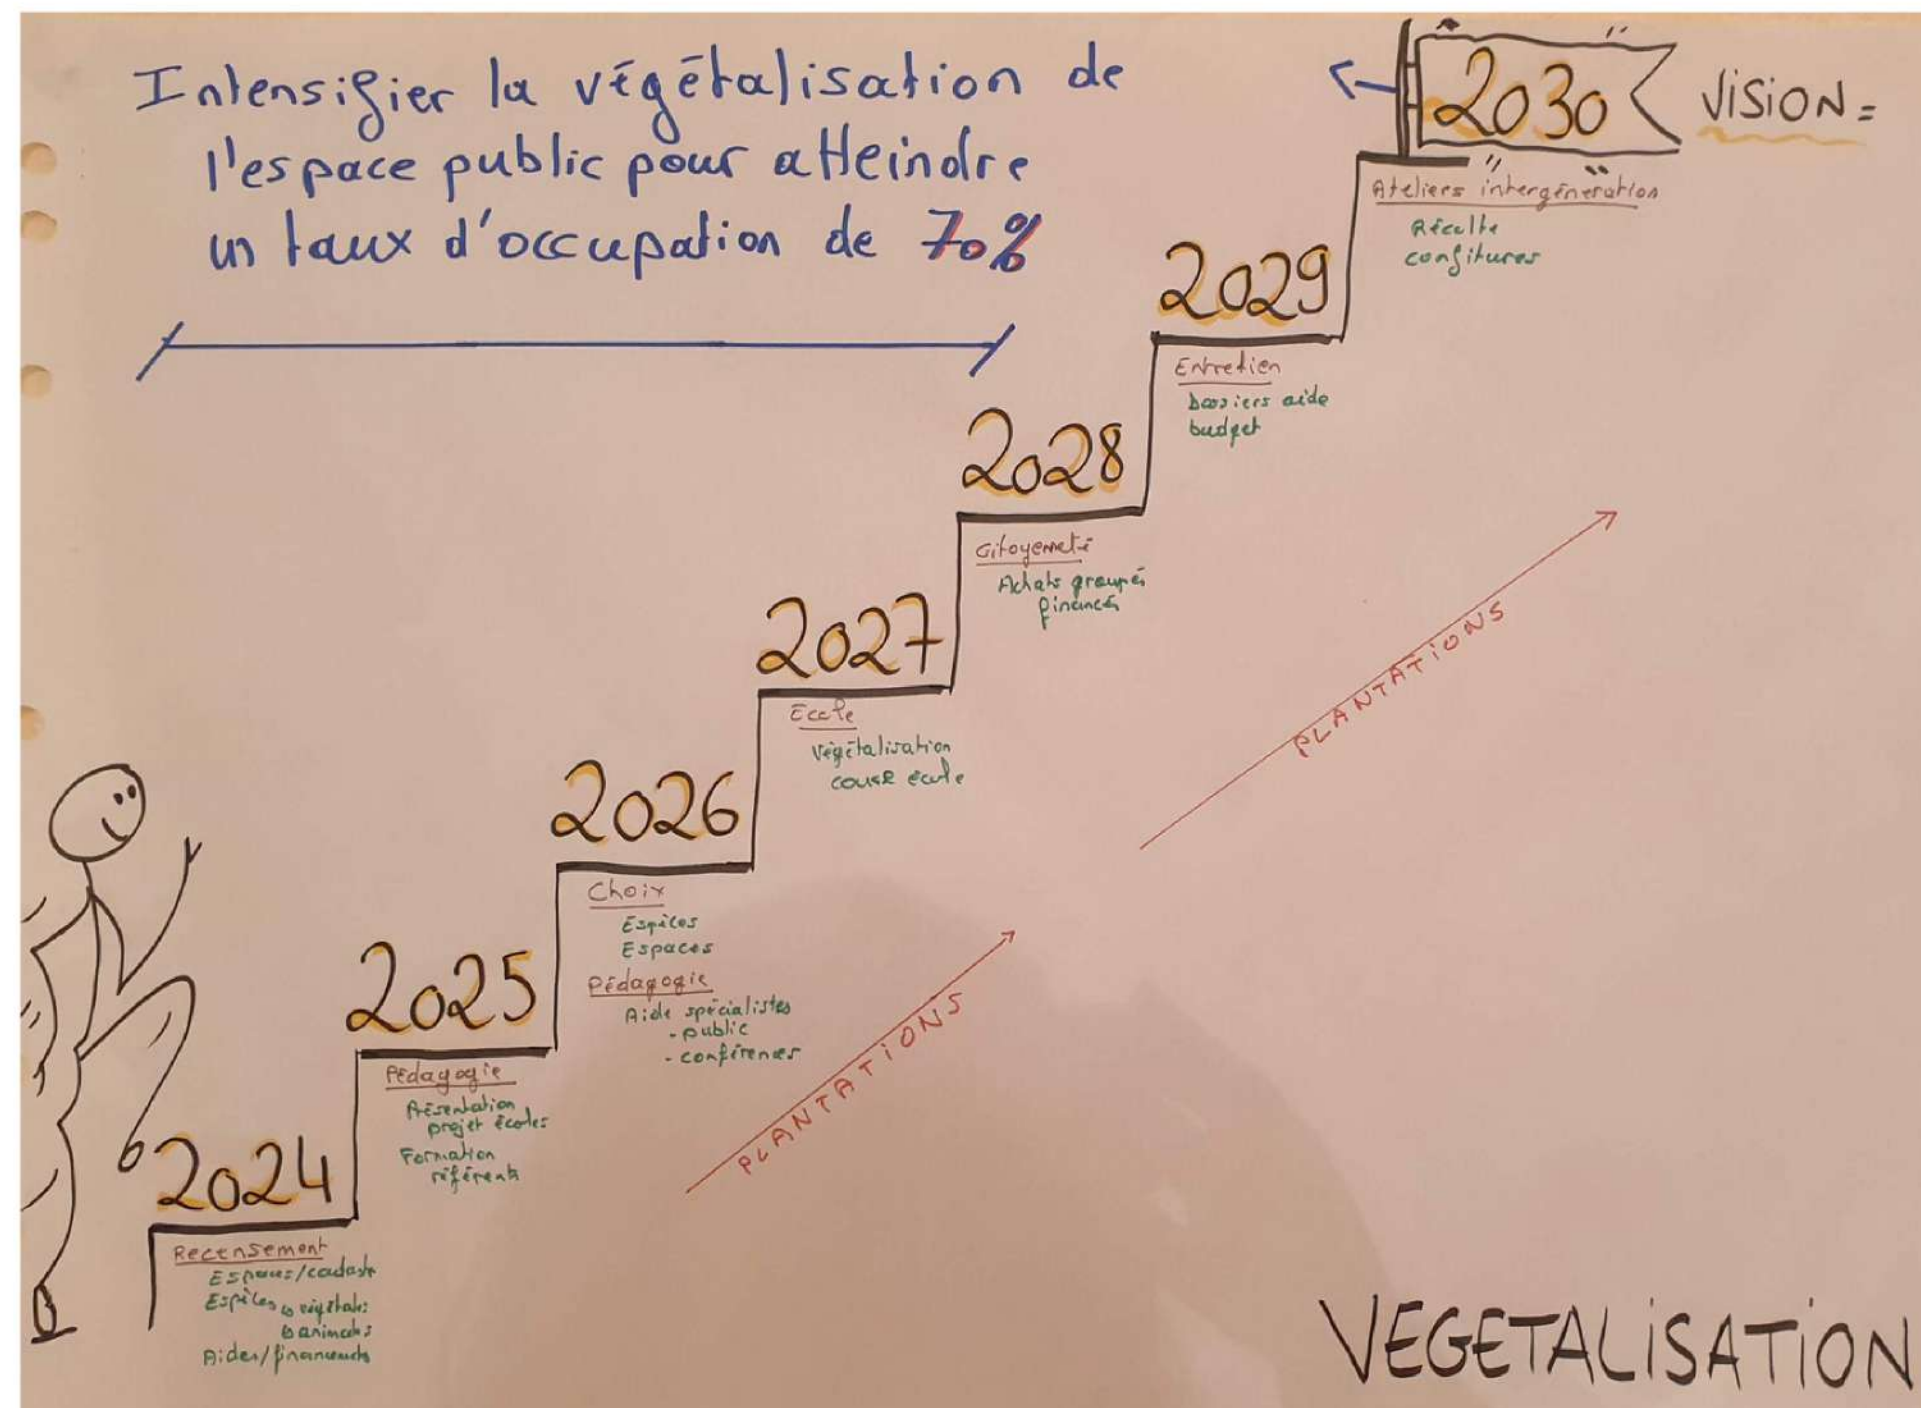 Intensifier la végétalisation de
l'espace public pour atteindre
un taux d'occupation de 70%
2030
VISION =
Ateliers intergénération
Récolte
confitures
2029
Entretien
Dossiers aide
budget
2028
Citoyenneté
Achats groupés
financés
2027
Ecole
Végétalisation
école
2026
Choix
Espèces
Espaces
Pédagogie
Aide spécialistes
- public
- conférences
2025
Pédagogie
Présentation
projet écoles
Formation
référents
2024
Recensement
Espaces/cadastre
Espèces végétales
animales
Aides/financements
PLANTATIONS
PLANTATIONS
VEGETALISATION